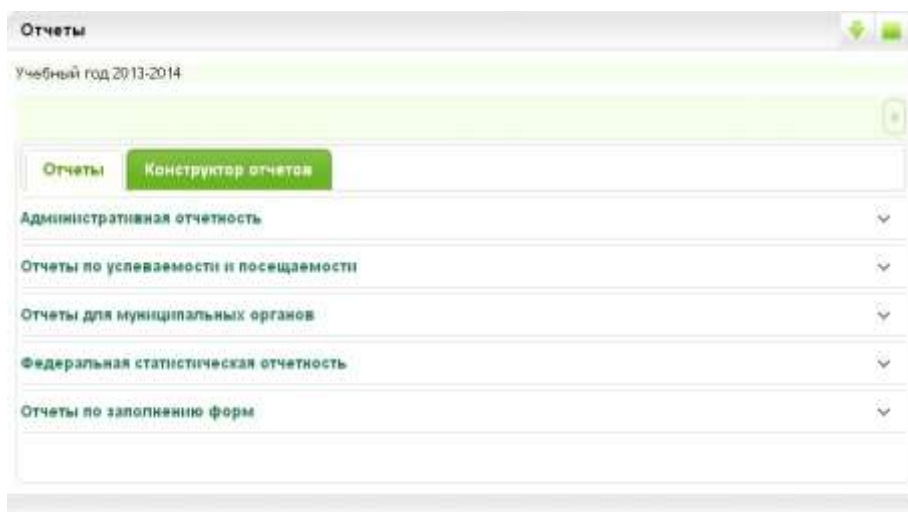 Отчеты
Учебный год 2013-2014
Отчеты Конструктор отчетов
Административная отчетность
Отчеты по успеваемости и посещаемости
Отчеты для муниципальных органов
Федеральная статистическая отчетность
Отчеты по заполнению форм